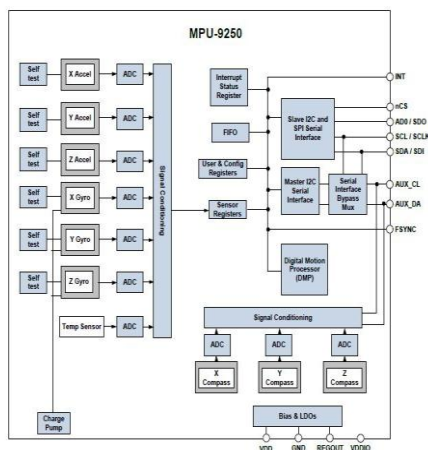 MPU-9250
Self
test
X Accel
ADC
Self
test
Y Accel
ADC
Self
test
Z Accel
ADC
Self
test
X Gyro
ADC
Self
test
Y Gyro
ADC
Self
test
Z Gyro
ADC
Temp Sensor
ADC
Charge
Pump
Signal Conditioning
Interrupt
Status
Register
FIFO
User & Config
Registers
Sensor
Registers
Slave I2C and
SPI Serial
Interface
Master I2C
Serial
Interface
Serial
Interface
Bypass
Mux
Digital Motion
Processor
(DMP)
INT
nCS
AD0 / SDO
SCL / SCLK
SDA / SDI
AUX_CL
AUX_DA
FSYNC
Signal Conditioning
ADC
ADC
ADC
X
Compass
Y
Compass
Z
Compass
Bias & LDOs
VDD
GND
REGOUT
VDDIO